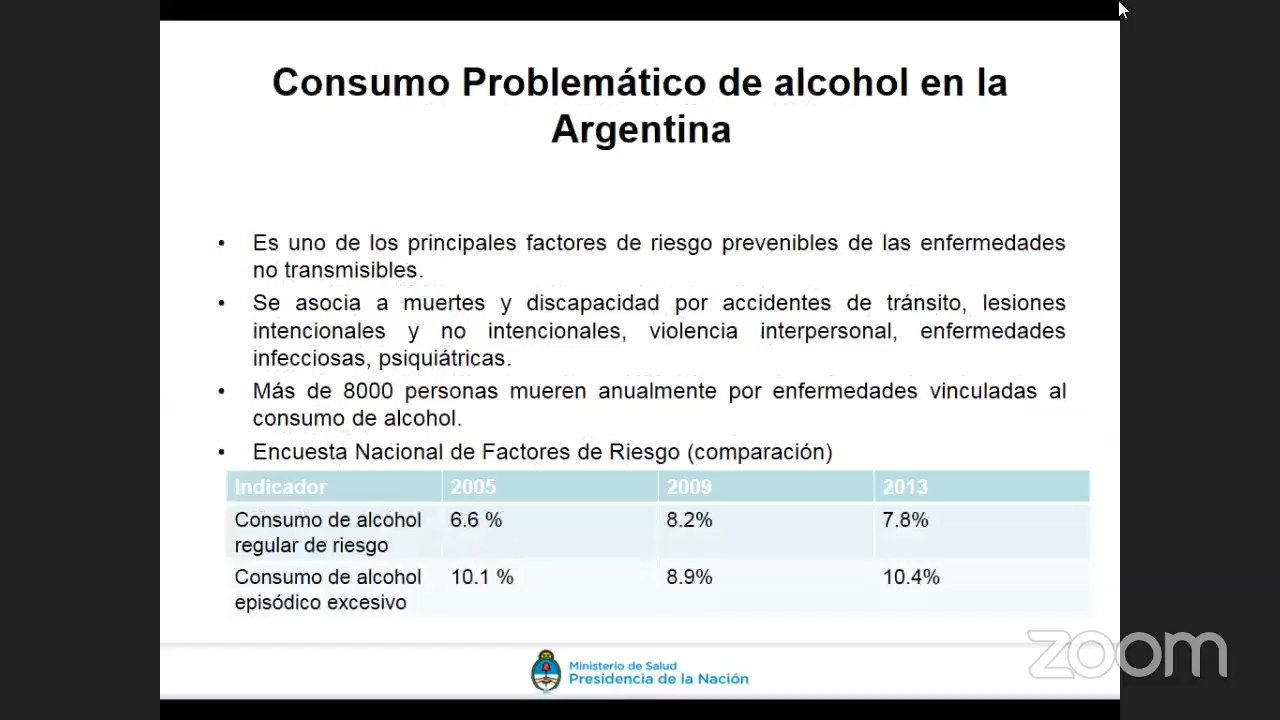 Consumo Problemático de alcohol en la
Argentina
• Es uno de los principales factores de riesgo prevenibles de las enfermedades
no transmisibles.
• Se asocia a muertes y discapacidad por accidentes de tránsito, lesiones
intencionales y no intencionales, violencia interpersonal, enfermedades
infecciosas, psiquiátricas.
• Más de 8000 personas mueren anualmente por enfermedades vinculadas al
consumo de alcohol.
• Encuesta Nacional de Factores de Riesgo (comparación)
Indicador 2005 2009 2013
Consumo de alcohol 6.6 % 8.2% 7.8%
regular de riesgo
Consumo de alcohol 10.1 % 8.9% 10.4%
episódico excesivo
Ministerio de Salud
Presidencia de la Nación
zoom